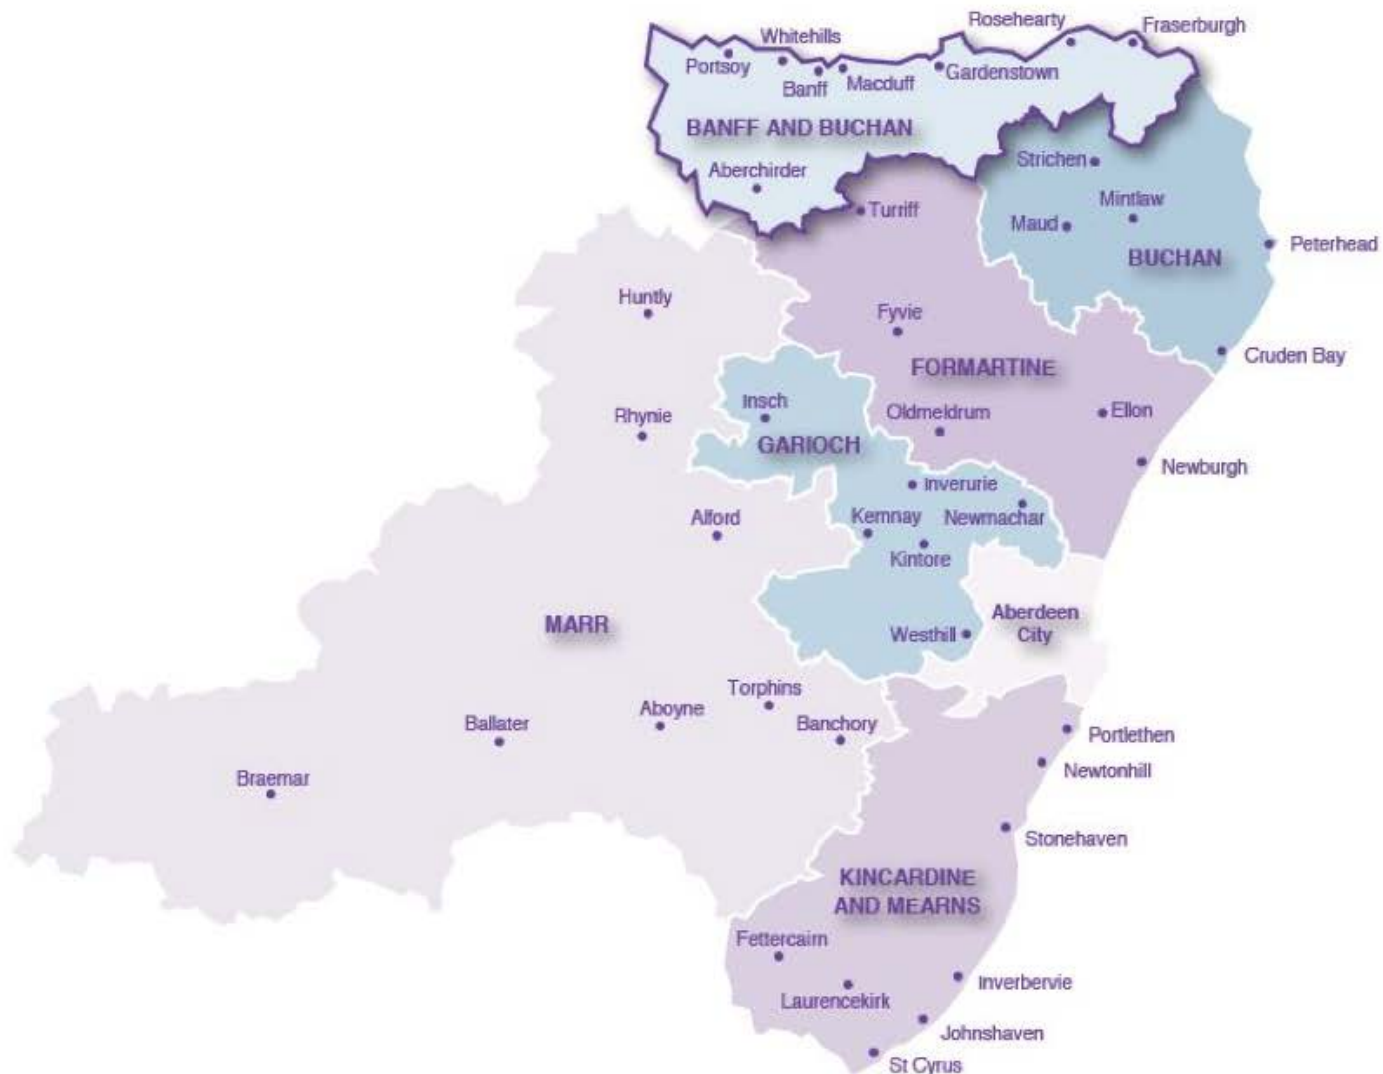 Rosehearty
Fraserburgh
Whitehills
Portsoy
Banff
Macduff
Gardenstown
BANFF AND BUCHAN
Aberchirder
Strichen
Mintlaw
Maud
Turriff
Peterhead
BUCHAN
Huntly
Fyvie
Cruden Bay
FORMARTINE
Insch
Oldmeldrum
Ellon
Rhynie
GARIOCH
Newburgh
Inverurie
Alford
Kemnay
Newmachar
Kintore
MARR
Westhill
Aberdeen
City
Torphins
Aboyne
Ballater
Banchory
Portlethen
Newtonhill
Braemar
Stonehaven
KINCARDINE
AND MEARNS
Fettercairn
Inverbervie
Laurencekirk
Johnshaven
St Cyrus